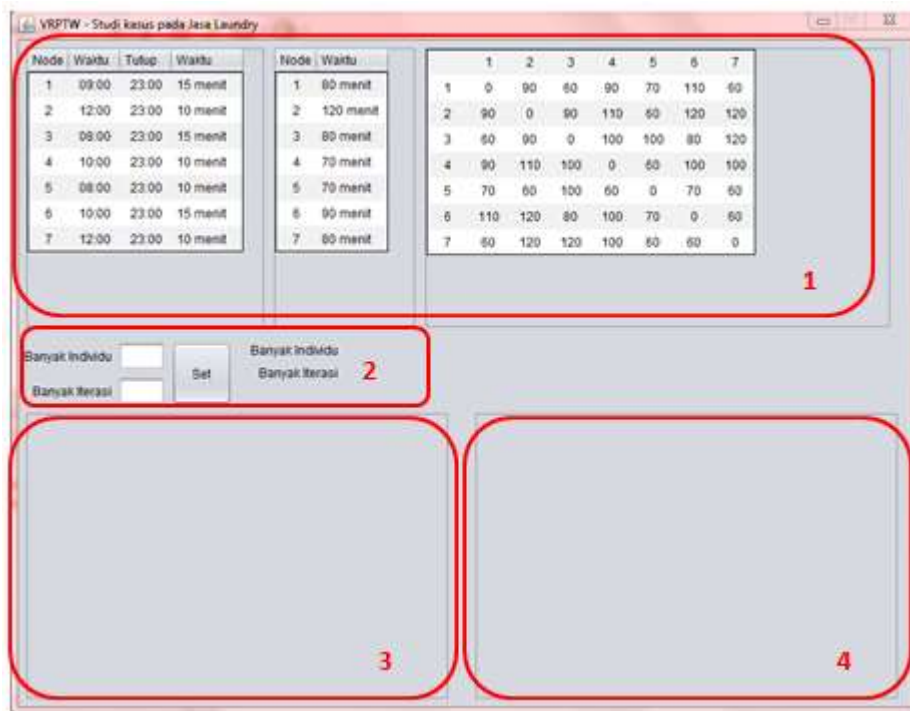 VRPTW - Studi kasus pada Jasa Laundry
Node Waktu Tutup Waktu
1 09:00 23:00 15 menit
2 12:00 23:00 10 menit
3 08:00 23:00 15 menit
4 10:00 23:00 10 menit
5 08:00 23:00 10 menit
6 10:00 23:00 15 menit
7 12:00 23:00 10 menit
Node Waktu
1 80 menit
2 120 menit
3 80 menit
4 70 menit
5 70 menit
6 90 menit
7 80 menit
1 2 3 4 5 6 7
1 0 90 60 90 70 110 60
2 90 0 90 110 60 120 120
3 60 90 0 100 100 80 120
4 90 110 100 0 60 100 100
5 70 60 100 60 0 70 60
6 110 120 80 100 70 0 60
7 60 120 120 100 60 60 0
1
Banyak Individu
Banyak Iterasi
Set
Banyak Individu
Banyak Iterasi
2
3
4